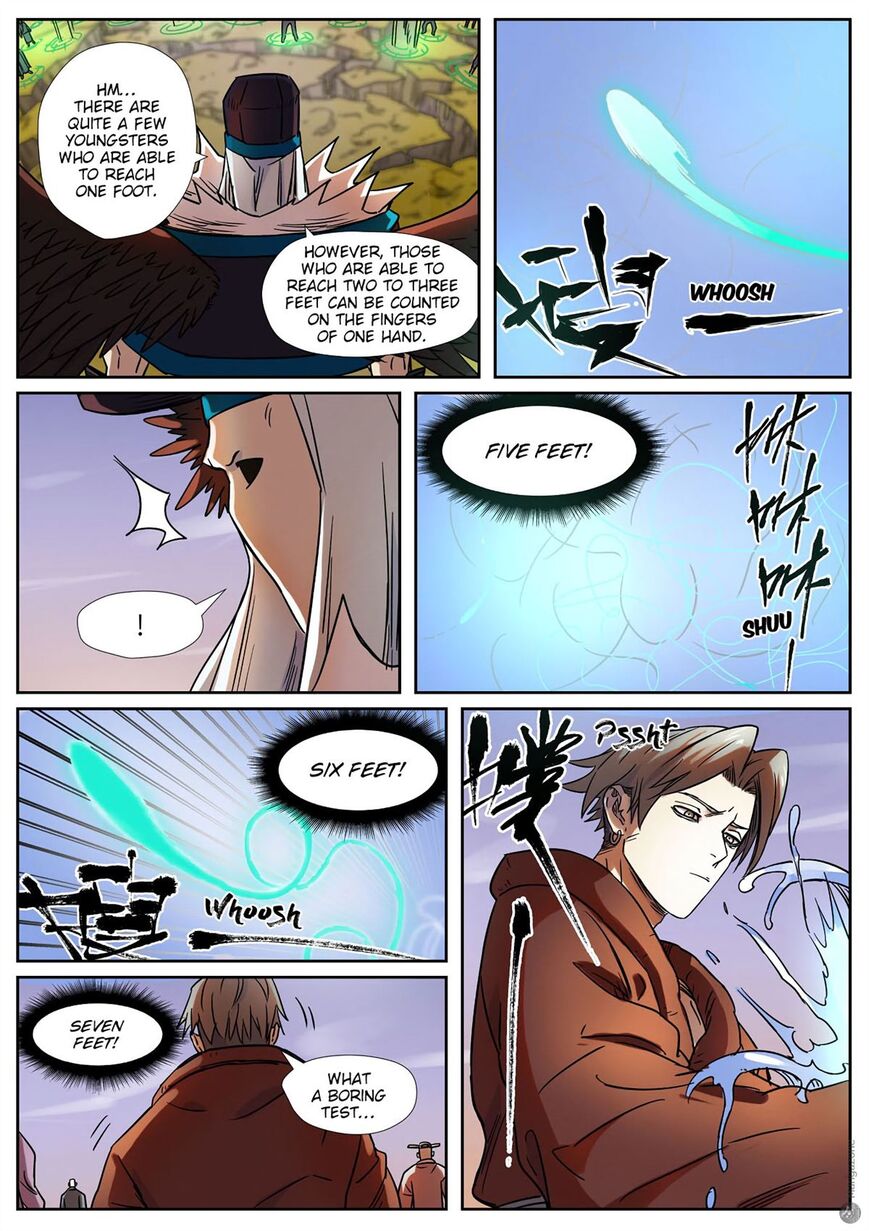 HM...
THERE ARE
QUITE A FEW
YOUNGSTERS
WHO ARE ABLE
TO REACH
ONE FOOT.
HOWEVER, THOSE
WHO ARE ABLE TO
REACH TWO TO THREE
FEET CAN BE COUNTED
ON THE FINGERS
OF ONE HAND.
WHOOSH
!
FIVE FEET!
SHUU
SIX FEET!
Whoosh
Pssht
SEVEN
FEET!
WHAT
A BORING
TEST...